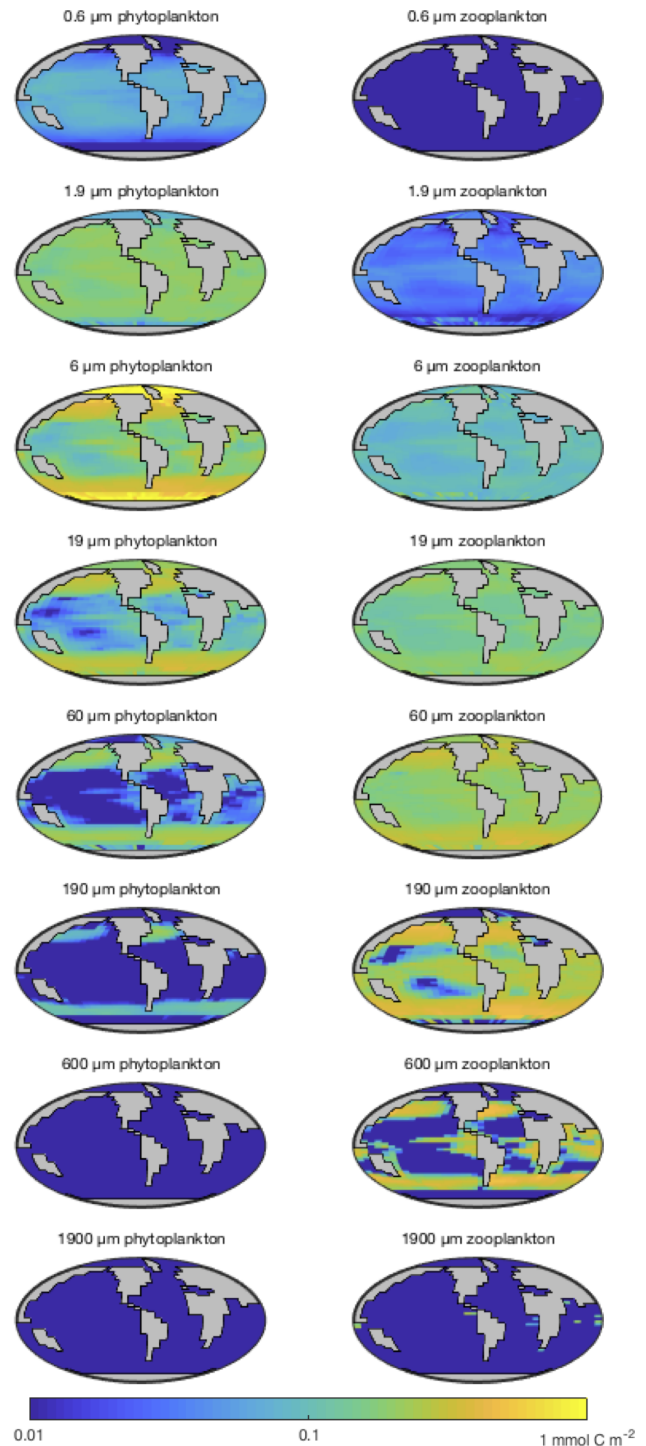 0.6 µm phytoplankton
0.6 µm zooplankton
1.9 µm phytoplankton
1.9 µm zooplankton
6 µm phytoplankton
6 µm zooplankton
19 µm phytoplankton
19 µm zooplankton
60 µm phytoplankton
60 µm zooplankton
190 µm phytoplankton
190 µm zooplankton
600 µm phytoplankton
600 µm zooplankton
1900 µm phytoplankton
1900 µm zooplankton
0.01 0.1 1 mmol C m⁻²